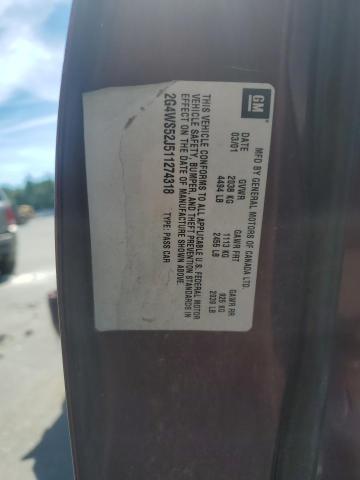 GM
MFD BY GENERAL MOTORS OF CANADA LTD.
DATE GVWR GAWR FRT GAWR RR
03/01 2038 KG 1113 KG 925 KG
4494 LB 2455 LB 2039 LB
THIS VEHICLE CONFORMS TO ALL APPLICABLE U.S. FEDERAL MOTOR
VEHICLE SAFETY, BUMPER, AND THEFT PREVENTION STANDARDS IN
EFFECT ON THE DATE OF MANUFACTURE SHOWN ABOVE.
2G4WS52J511274318 TYPE: PASS CAR